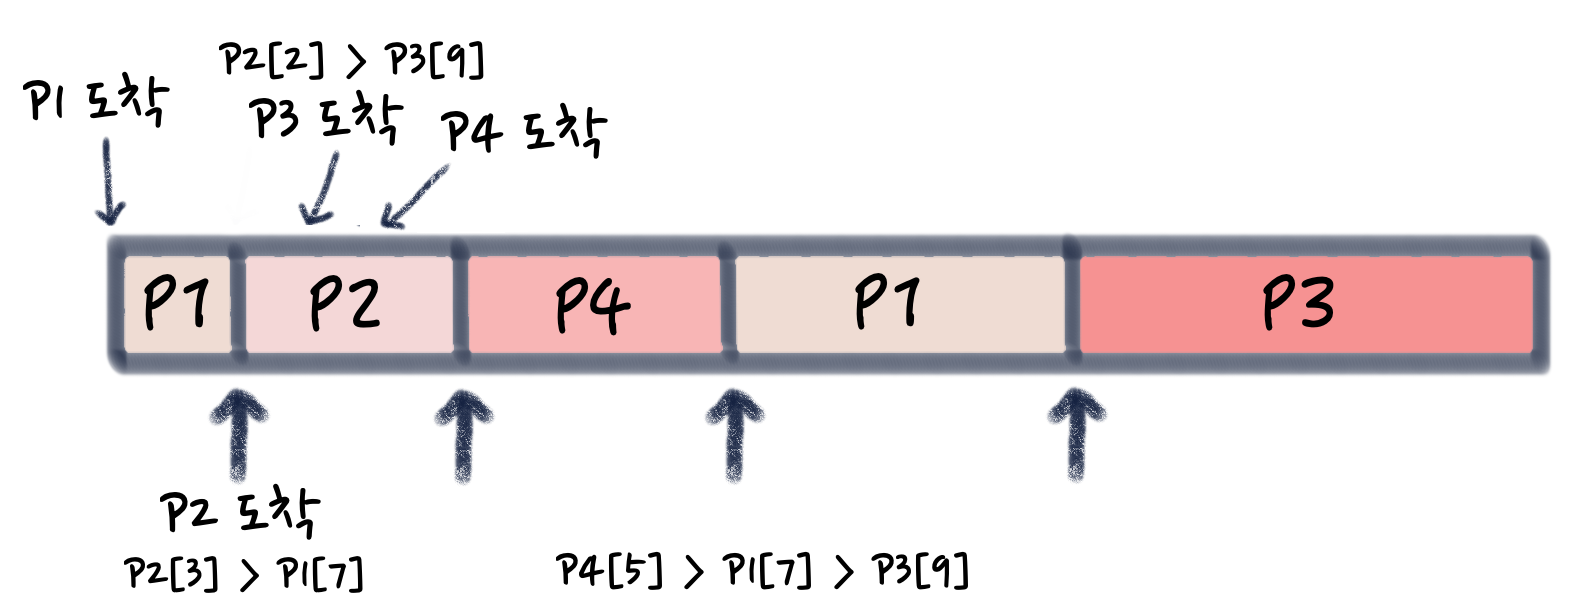 P1 도착
P2[2] > P3[9]
P3 도착
P4 도착
P1
P2
P4
P1
P3
P2 도착
P2[3] > P1[7]
P4[5] > P1[7] > P3[9]